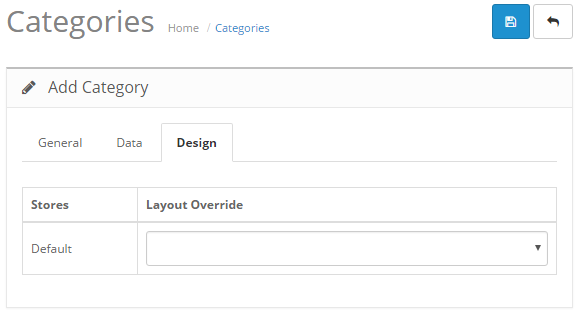 Categories Home / Categories
Add Category
General Data Design
Stores Layout Override
Default